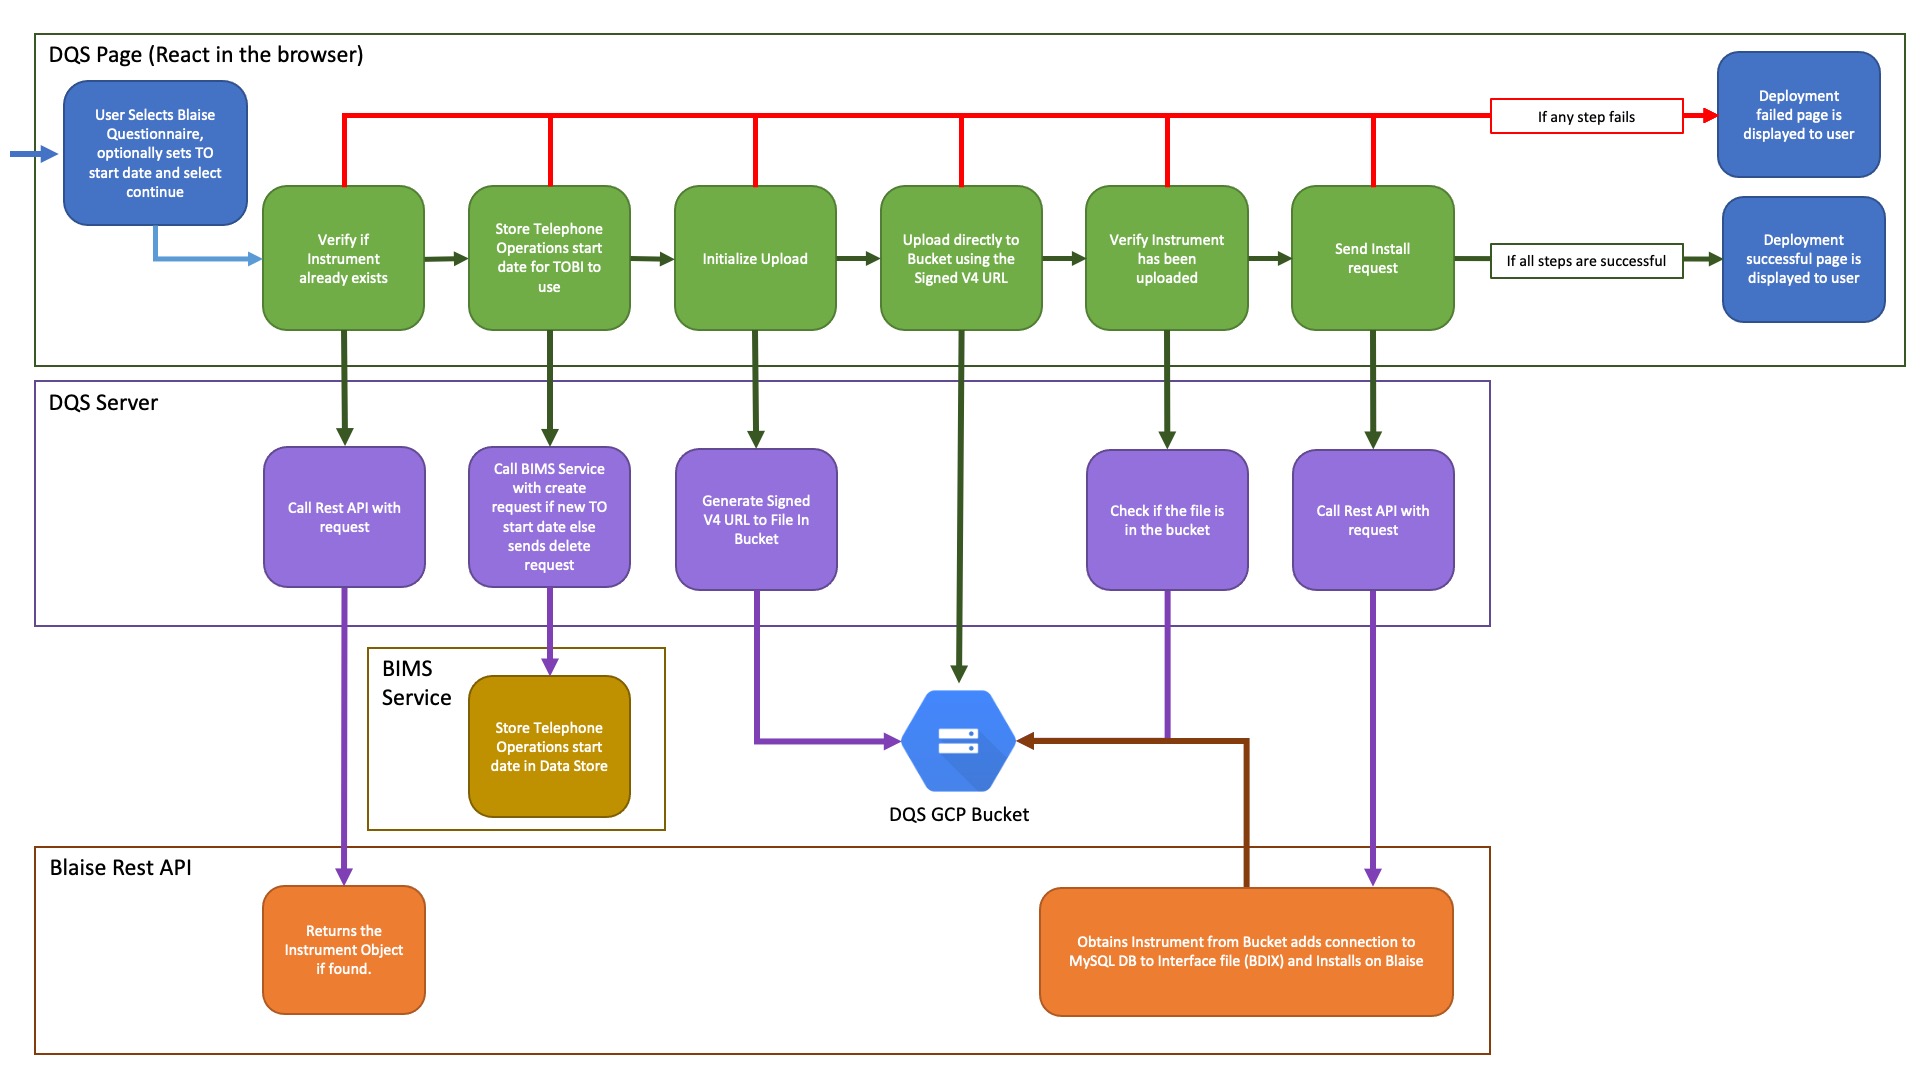 DQS Page (React in the browser)
User Selects Blaise
Questionnaire,
optionally sets TO
start date and select
continue
Verify if
Instrument
already exists
Store Telephone
Operations start
date for TOBI to
use
Initialize Upload
Upload directly to
Bucket using the
Signed V4 URL
Verify Instrument
has been
uploaded
Send Install
request
If any step fails
Deployment
failed page is
displayed to user
If all steps are successful
Deployment
successful page is
displayed to user
DQS Server
Call Rest API with
request
Call BIMS Service
with create
request if new TO
start date else
sends delete
request
Generate Signed
V4 URL to File In
Bucket
Check if the file is
in the bucket
Call Rest API with
request
BIMS
Service
Store Telephone
Operations start
date in Data Store
DQS GCP Bucket
Blaise Rest API
Returns the
Instrument Object
if found.
Obtains Instrument from Bucket adds connection to
MySQL DB to Interface file (BDIX) and Installs on Blaise